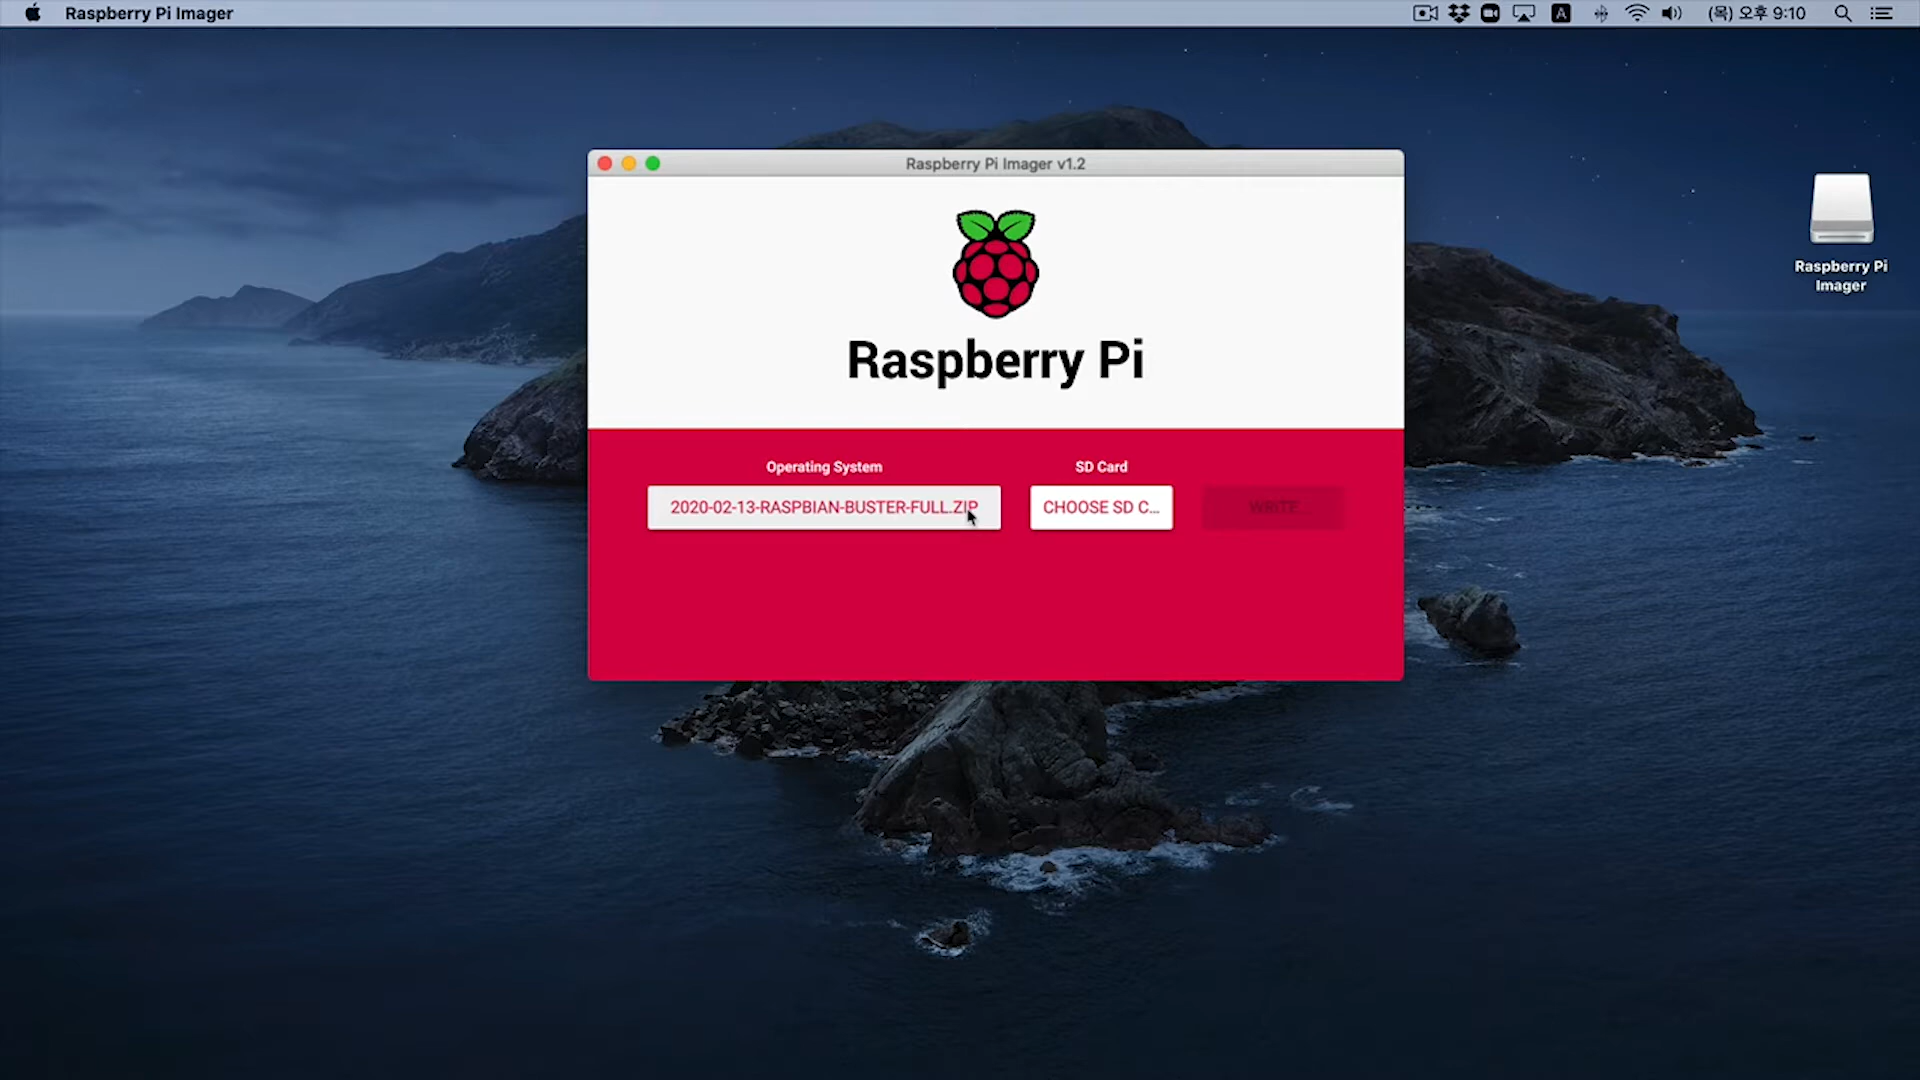 Raspberry Pi Imager
A
(목) 오후 9:10
Raspberry Pi Imager v1.2
Raspberry Pi
Imager
Raspberry Pi
Operating System
SD Card
2020-02-13-RASPBIAN-BUSTER-FULL.ZIP
CHOOSE SD C...
WRITE